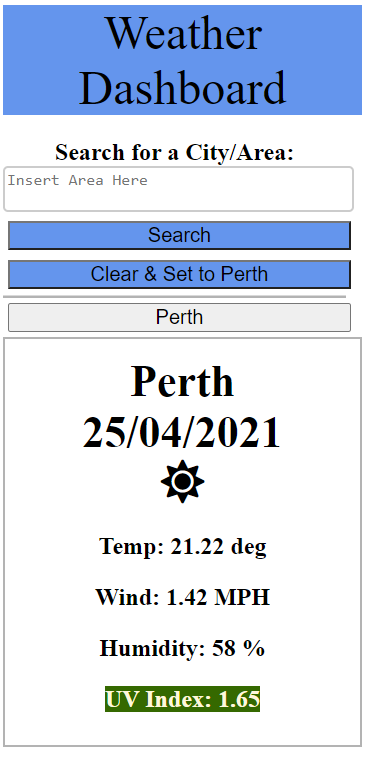 Weather
Dashboard
Search for a City/Area:
Insert Area Here
Search
Clear & Set to Perth
Perth
Perth
25/04/2021
Temp: 21.22 deg
Wind: 1.42 MPH
Humidity: 58 %
UV Index: 1.65